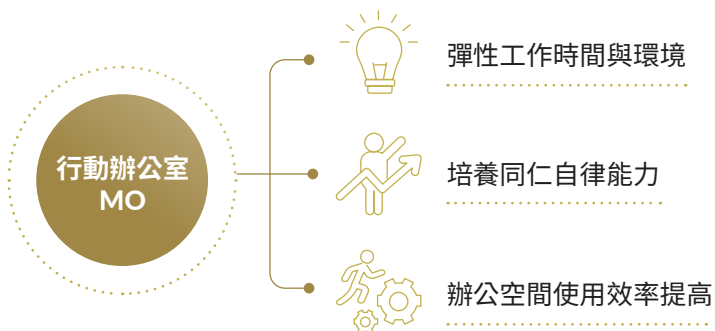 行動辦公室
MO
彈性工作時間與環境
培養同仁自律能力
辦公空間使用效率提高